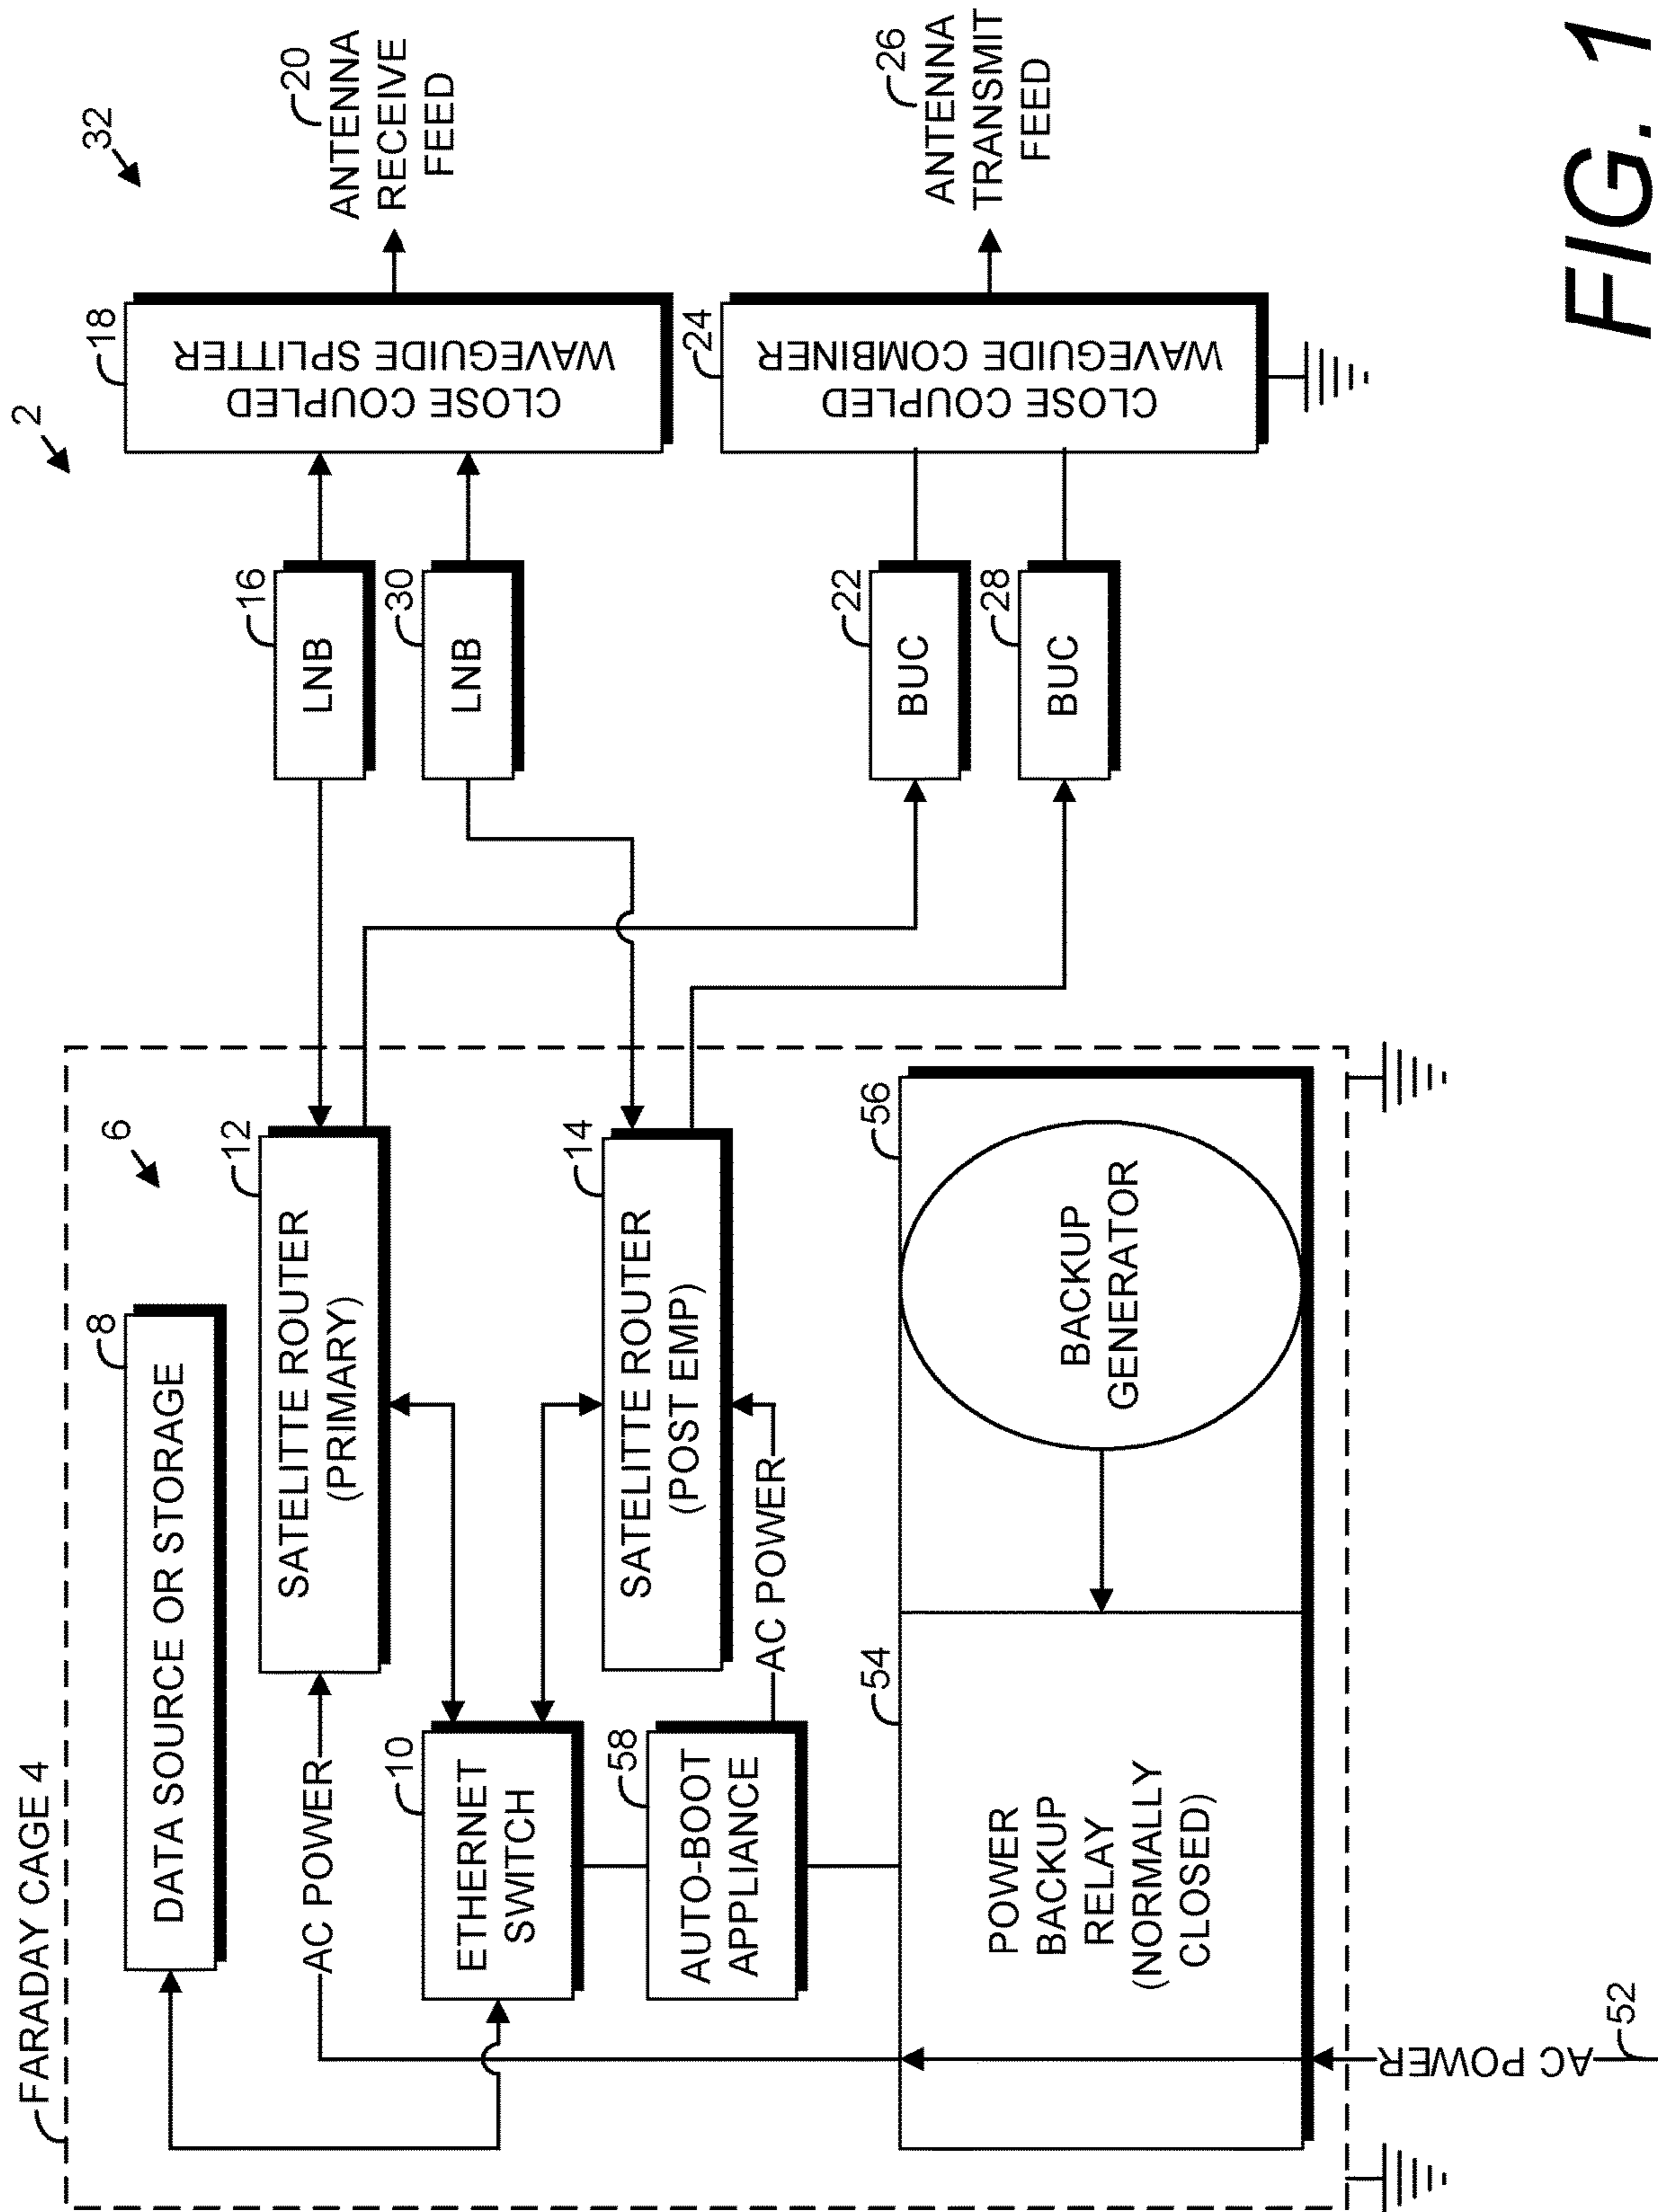 FARADAY CAGE 4
2
32
6
8
DATA SOURCE OR STORAGE
AC POWER
12
SATELITTE ROUTER
(PRIMARY)
16
LNB
30
LNB
18
CLOSE COUPLED
WAVEGUIDE SPLITTER
20
ANTENNA
RECEIVE
FEED
10
ETHERNET
SWITCH
14
SATELITTE ROUTER
(POST EMP)
58
AUTO-BOOT
APPLIANCE
AC POWER
22
BUC
28
BUC
24
CLOSE COUPLED
WAVEGUIDE COMBINER
26
ANTENNA
TRANSMIT
FEED
54
POWER
BACKUP
RELAY
(NORMALLY
CLOSED)
56
BACKUP
GENERATOR
AC POWER
52
FIG. 1